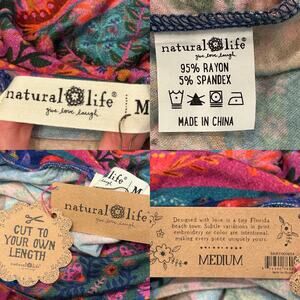 natural life
give love laugh
M
natural life
95% RAYON
5% SPANDEX
MADE IN CHINA
life M
natural life
give love laugh
CUT TO YOUR OWN LENGTH
natural life
Designed with love in a tiny Florida
beach town. Subtle variations in print
embroidery or color are intentional,
making every piece uniquely yours.
MEDIUM